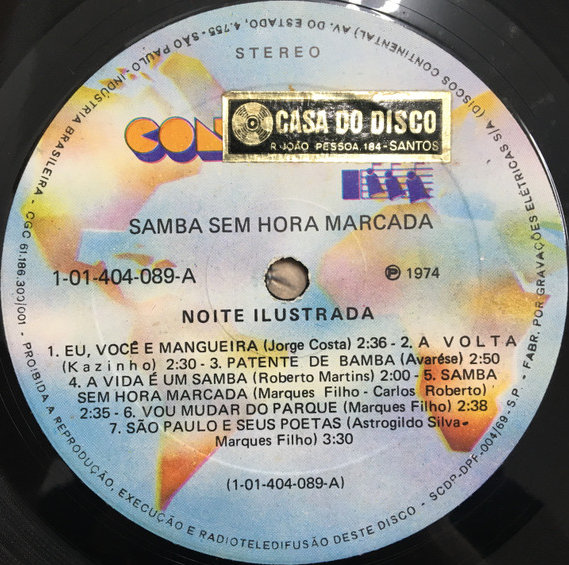 FABR. POR GRAVAÇÕES ELÉTRICAS S/A (DISCOS CONTINENTAL) AV. DO ESTADO, 4.755 - SÃO PAULO - INDÚSTRIA BRASILEIRA - CGC 61.186.300/001 - PROIBIDA A REPRODUÇÃO, EXECUÇÃO E RADIOTELEDIFUSÃO DESTE DISCO - SCDP-DPF-004/69 - S.P. -
STEREO
CON
CASA DO DISCO
R. JOÃO PESSOA, 184 - SANTOS
SAMBA SEM HORA MARCADA
1-01-404-089-A
℗ 1974
NOITE ILUSTRADA
1. EU, VOCÊ E MANGUEIRA (Jorge Costa) 2:36 - 2. A VOLTA
(Kazinho) 2:30 - 3. PATENTE DE BAMBA (Avarése) 2:50
4. A VIDA É UM SAMBA (Roberto Martins) 2:00 - 5. SAMBA
SEM HORA MARCADA (Marques Filho - Carlos Roberto)
2:35 - 6. VOU MUDAR DO PARQUE (Marques Filho) 2:38
7. SÃO PAULO E SEUS POETAS (Astrogildo Silva -
Marques Filho) 3:30
(1-01-404-089-A)